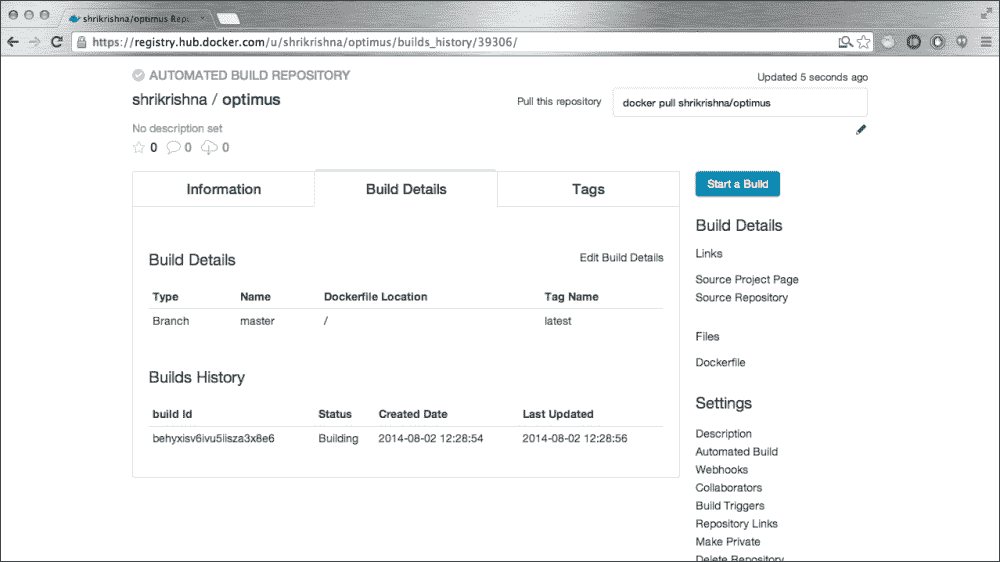 shrikrishna/optimus Repo
https://registry.hub.docker.com/u/shrikrishna/optimus/builds_history/39306/
AUTOMATED BUILD REPOSITORY
Updated 5 seconds ago
shrikrishna / optimus
Pull this repository
docker pull shrikrishna/optimus
No description set
0 0 0
Information Build Details Tags
Start a Build
Build Details
Edit Build Details
Type Name Dockerfile Location Tag Name
Branch master / latest
Builds History
build Id Status Created Date Last Updated
behyxisv6ivu5iisza3x8e6 Building 2014-08-02 12:28:54 2014-08-02 12:28:56
Build Details
Links
Source Project Page
Source Repository
Files
Dockerfile
Settings
Description
Automated Build
Webhooks
Collaborators
Build Triggers
Repository Links
Make Private
Delete Repository